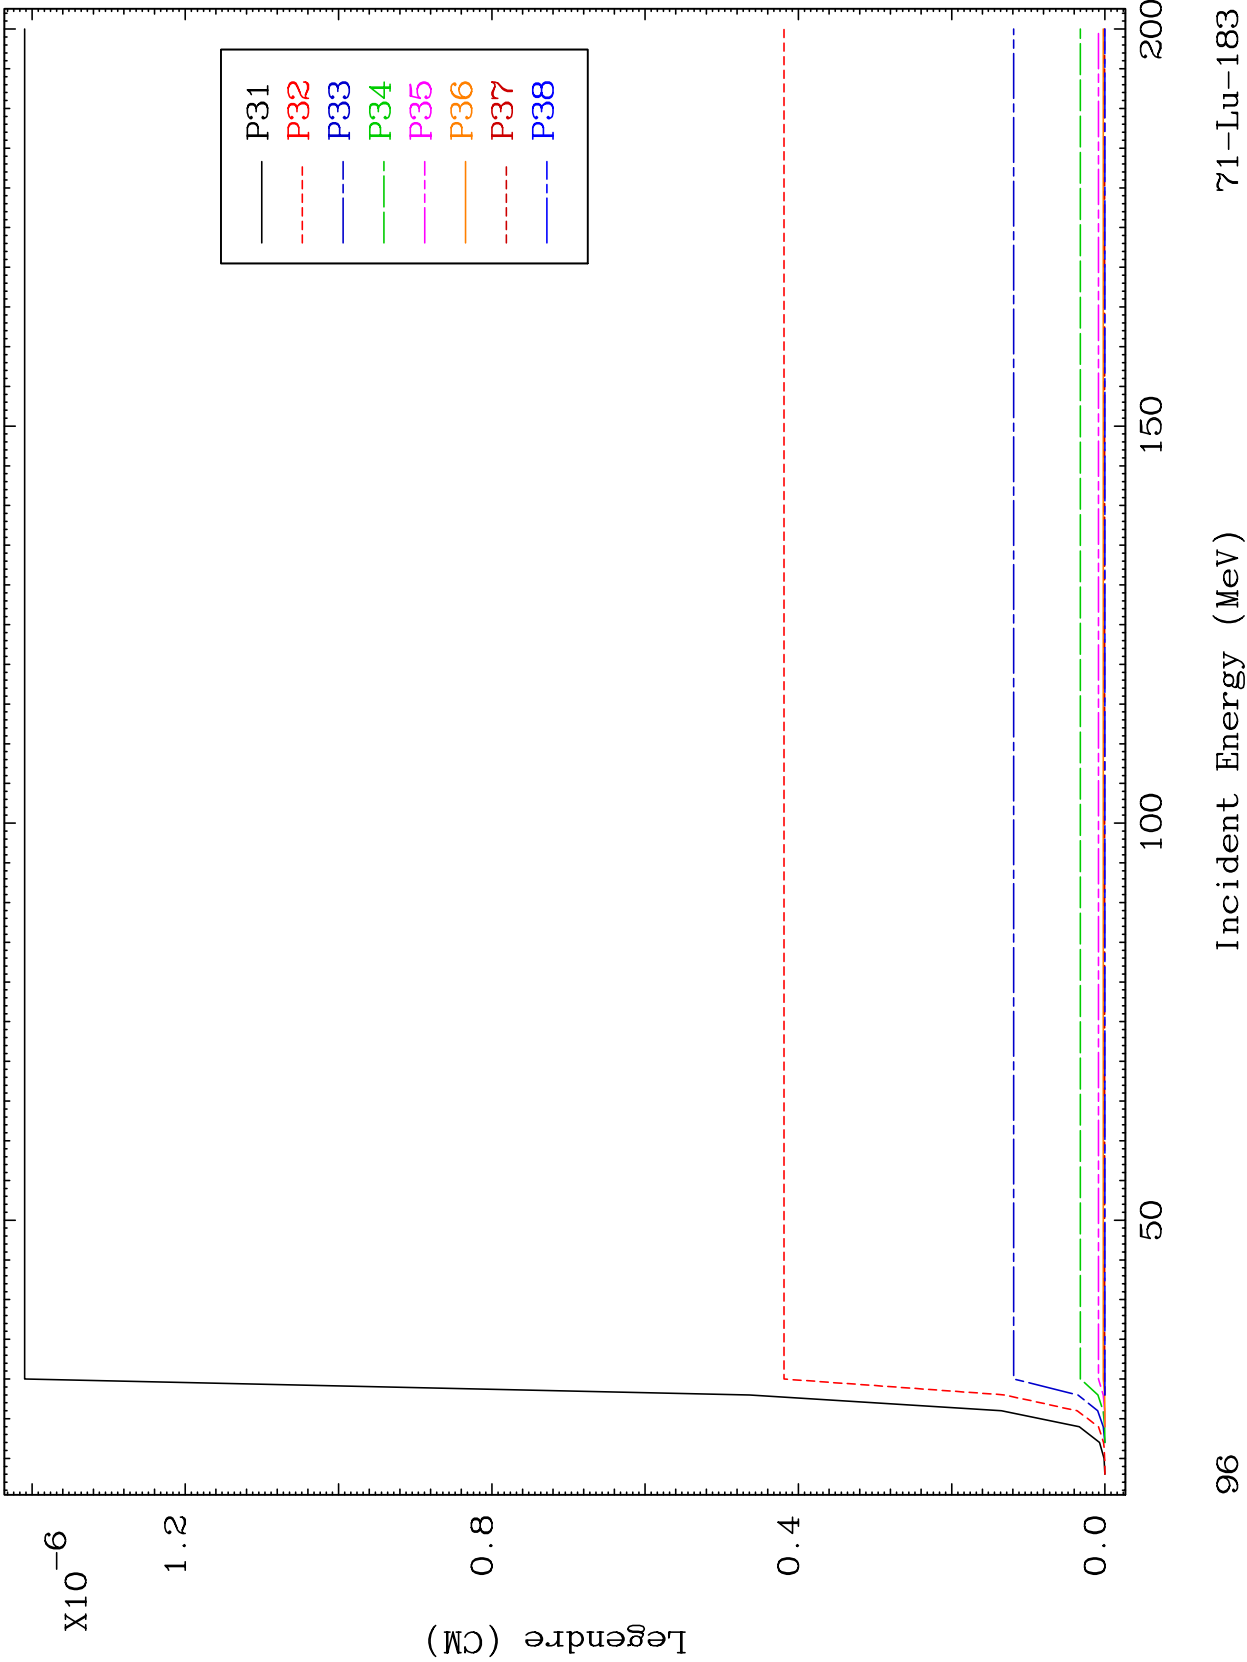 X10-6
1.2
0.8
0.4
0.0
Legendre (CM)
P31
P32
P33
P34
P35
P36
P37
P38
50
100
150
200
Incident Energy (MeV)
96
71-Lu-183